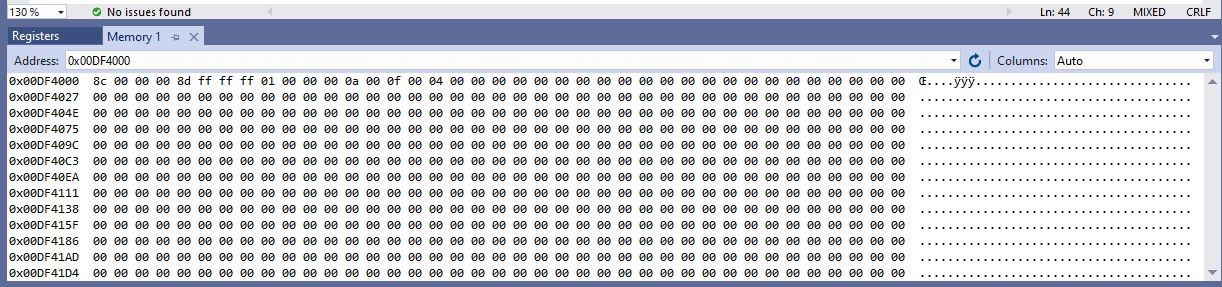 130 % No issues found Ln: 44 Ch: 9 MIXED CRLF
Registers Memory 1
Address: 0x00DF4000 Columns: Auto
0x00DF4000 8c 00 00 00 8d ff ff ff 01 00 00 00 0a 00 0f 00 04 00 00 00 00 00 00 00 00 00 00 00 00 00 00 00 00 00 00 00 00 00 00 Œ....ÿÿÿ...............................
0x00DF4027 00 00 00 00 00 00 00 00 00 00 00 00 00 00 00 00 00 00 00 00 00 00 00 00 00 00 00 00 00 00 00 00 00 00 00 00 00 00 00 .......................................
0x00DF404E 00 00 00 00 00 00 00 00 00 00 00 00 00 00 00 00 00 00 00 00 00 00 00 00 00 00 00 00 00 00 00 00 00 00 00 00 00 00 00 .......................................
0x00DF4075 00 00 00 00 00 00 00 00 00 00 00 00 00 00 00 00 00 00 00 00 00 00 00 00 00 00 00 00 00 00 00 00 00 00 00 00 00 00 00 .......................................
0x00DF409C 00 00 00 00 00 00 00 00 00 00 00 00 00 00 00 00 00 00 00 00 00 00 00 00 00 00 00 00 00 00 00 00 00 00 00 00 00 00 00 .......................................
0x00DF40C3 00 00 00 00 00 00 00 00 00 00 00 00 00 00 00 00 00 00 00 00 00 00 00 00 00 00 00 00 00 00 00 00 00 00 00 00 00 00 00 .......................................
0x00DF40EA 00 00 00 00 00 00 00 00 00 00 00 00 00 00 00 00 00 00 00 00 00 00 00 00 00 00 00 00 00 00 00 00 00 00 00 00 00 00 00 .......................................
0x00DF4111 00 00 00 00 00 00 00 00 00 00 00 00 00 00 00 00 00 00 00 00 00 00 00 00 00 00 00 00 00 00 00 00 00 00 00 00 00 00 00 .......................................
0x00DF4138 00 00 00 00 00 00 00 00 00 00 00 00 00 00 00 00 00 00 00 00 00 00 00 00 00 00 00 00 00 00 00 00 00 00 00 00 00 00 00 .......................................
0x00DF415F 00 00 00 00 00 00 00 00 00 00 00 00 00 00 00 00 00 00 00 00 00 00 00 00 00 00 00 00 00 00 00 00 00 00 00 00 00 00 00 .......................................
0x00DF4186 00 00 00 00 00 00 00 00 00 00 00 00 00 00 00 00 00 00 00 00 00 00 00 00 00 00 00 00 00 00 00 00 00 00 00 00 00 00 00 .......................................
0x00DF41AD 00 00 00 00 00 00 00 00 00 00 00 00 00 00 00 00 00 00 00 00 00 00 00 00 00 00 00 00 00 00 00 00 00 00 00 00 00 00 00 .......................................
0x00DF41D4 00 00 00 00 00 00 00 00 00 00 00 00 00 00 00 00 00 00 00 00 00 00 00 00 00 00 00 00 00 00 00 00 00 00 00 00 00 00 00 .......................................